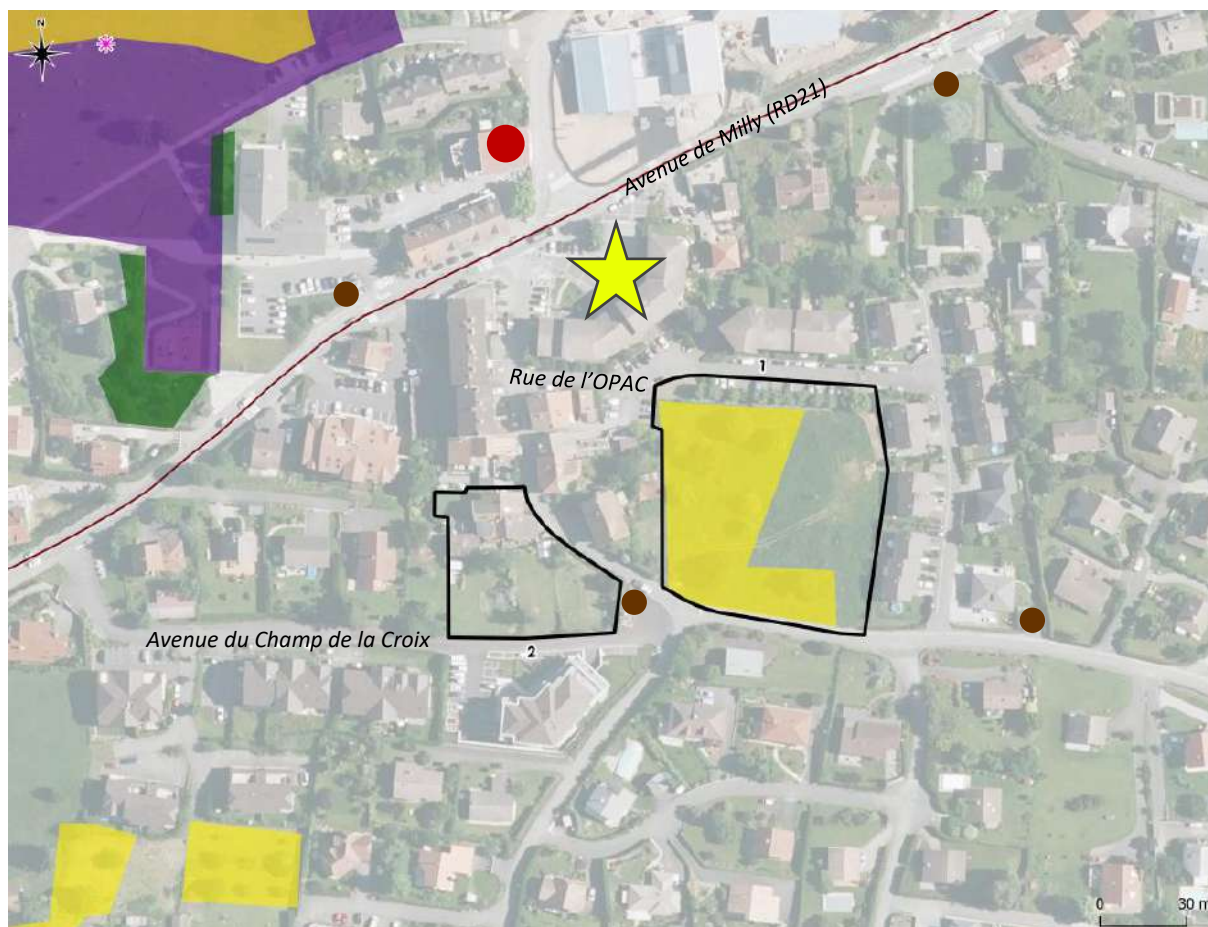 N
Avenue de Milly (RD21)
1
Rue de l'OPAC
Avenue du Champ de la Croix
2
0 30 m